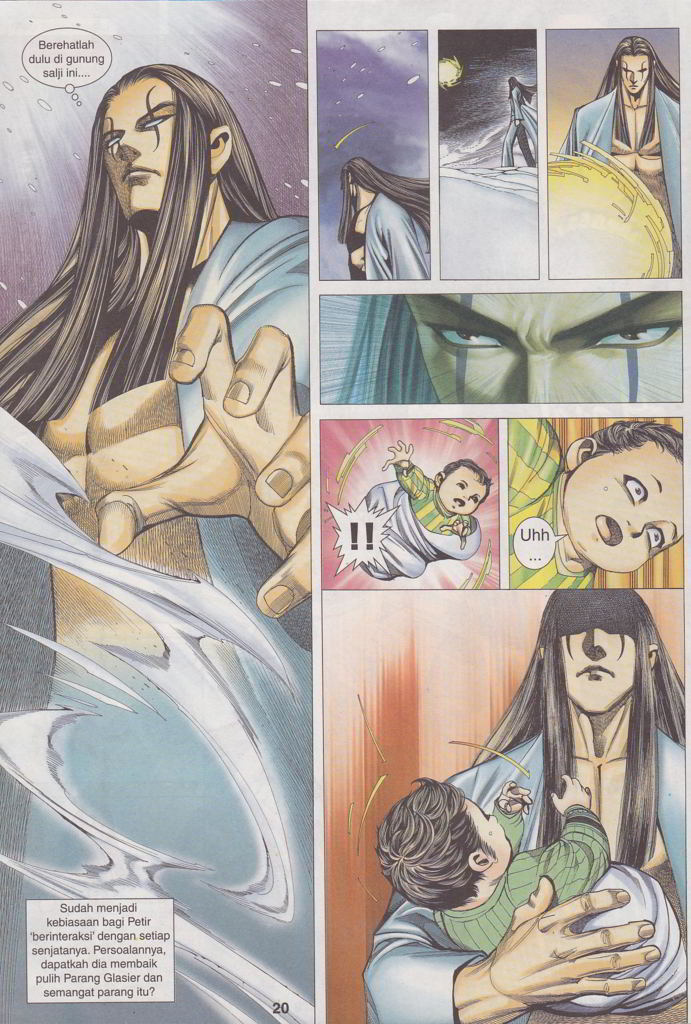 Berehatlah
dulu di gunung
salji ini....
!!
Uhh
...
Sudah menjadi
kebiasaan bagi Petir
'berinteraksi' dengan setiap
senjatanya. Persoalannya,
dapatkah dia membaik
pulih Parang Glasier dan
semangat parang itu?
20